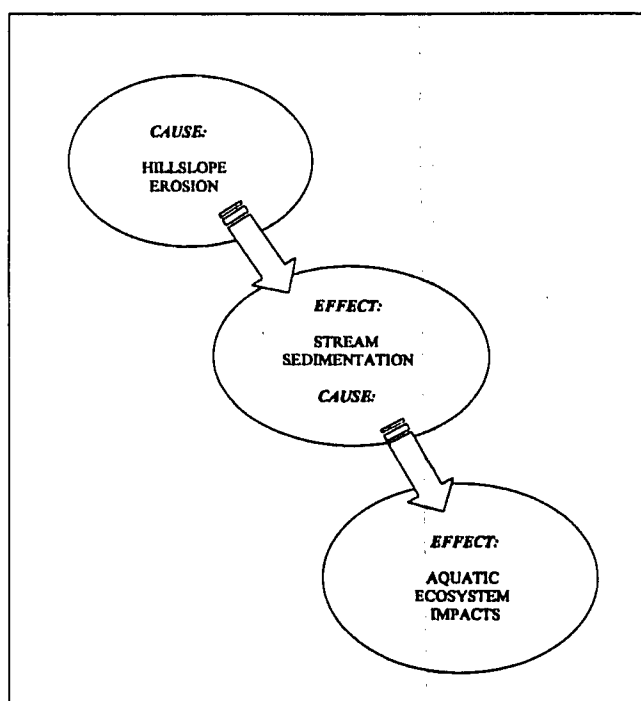 CAUSE:
HILLSLOPE
EROSION
EFFECT:
STREAM
SEDIMENTATION
CAUSE:
EFFECT:
AQUATIC
ECOSYSTEM
IMPACTS